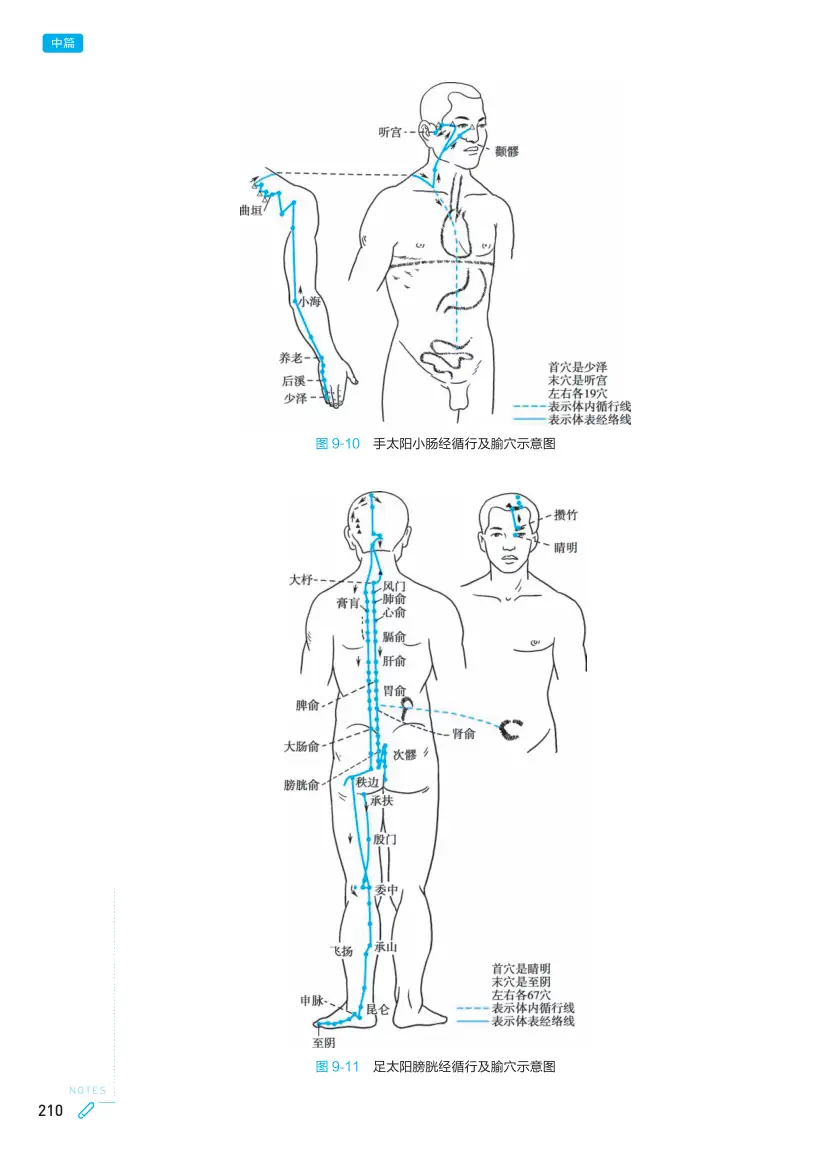 中篇
听宫
颧髎
曲垣
小海
养老
后溪
少泽
首穴是少泽
末穴是听宫
左右各19穴
表示体内循行线
表示体表经络线
图 9-10 手太阳小肠经循行及腧穴示意图
攒竹
睛明
大杼
风门
肺俞
膏肓
心俞
膈俞
肝俞
胃俞
脾俞
肾俞
大肠俞
次髎
膀胱俞
秩边
承扶
殷门
委中
飞扬
承山
申脉
昆仑
至阴
首穴是睛明
末穴是至阴
左右各67穴
表示体内循行线
表示体表经络线
图 9-11 足太阳膀胱经循行及腧穴示意图
NOTES
210